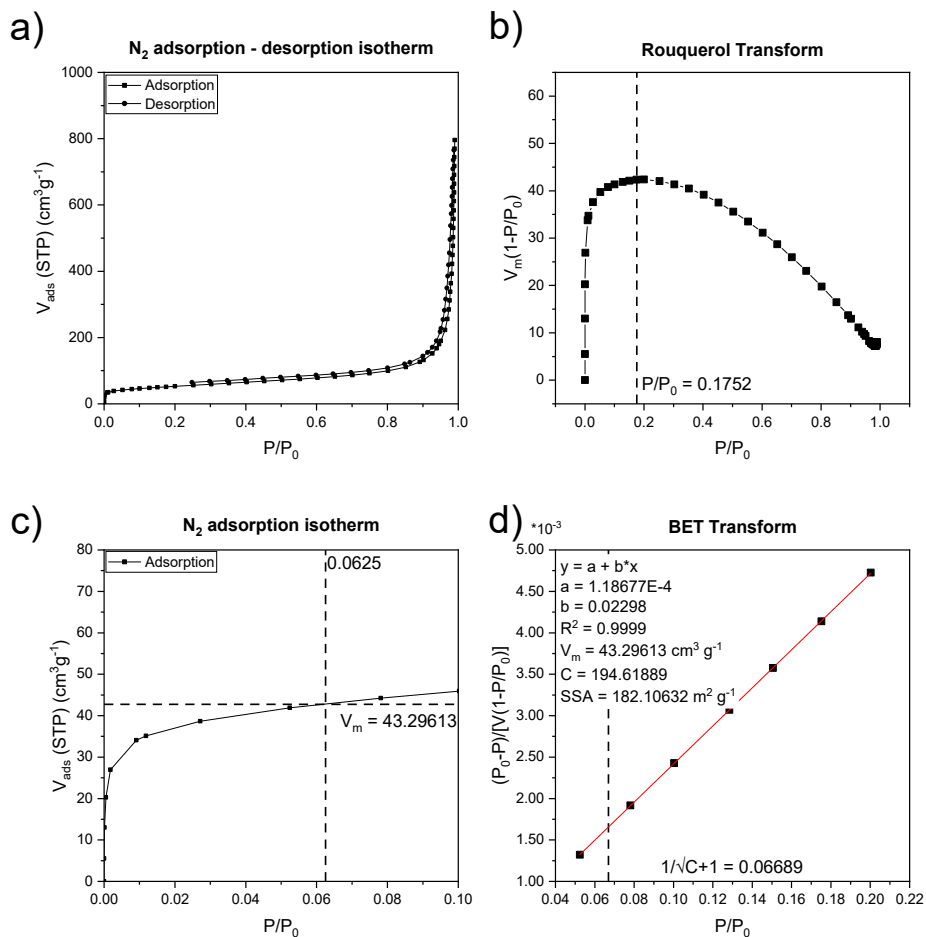 a)
N₂ adsorption - desorption isotherm
Adsorption
Desorption
1000
800
600
400
200
0
V_ads (STP) (cm³g⁻¹)
0.0 0.2 0.4 0.6 0.8 1.0
P/P₀
b)
Rouquerol Transform
60
50
40
30
20
10
0
V_m(1-P/P₀)
P/P₀ = 0.1752
0.0 0.2 0.4 0.6 0.8 1.0
P/P₀
c)
N₂ adsorption isotherm
Adsorption
0.0625
80
70
60
50
40
30
20
10
0
V_ads (STP) (cm³g⁻¹)
V_m = 43.29613
0.00 0.02 0.04 0.06 0.08 0.10
P/P₀
d)
*10⁻³
BET Transform
5.00
4.50
4.00
3.50
3.00
2.50
2.00
1.50
1.00
(P₀-P)/[V(1-P/P₀)]
y = a + b*x
a = 1.18677E-4
b = 0.02298
R² = 0.9999
V_m = 43.29613 cm³ g⁻¹
C = 194.61889
SSA = 182.10632 m² g⁻¹
1/√C+1 = 0.06689
0.04 0.06 0.08 0.10 0.12 0.14 0.16 0.18 0.20 0.22
P/P₀